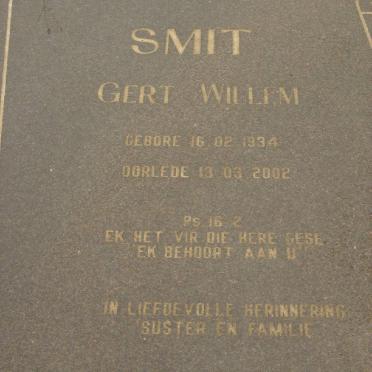 SMIT
GERT WILLEM
GEBORE 16 02 1934
OORLEDE 13 03 2002
PS 16 2
EK HET VIR DIE HERE GESE
"EK BEHOORT AAN U"
IN LIEFDEVOLLE HERINNERING
SUSTER EN FAMILIE